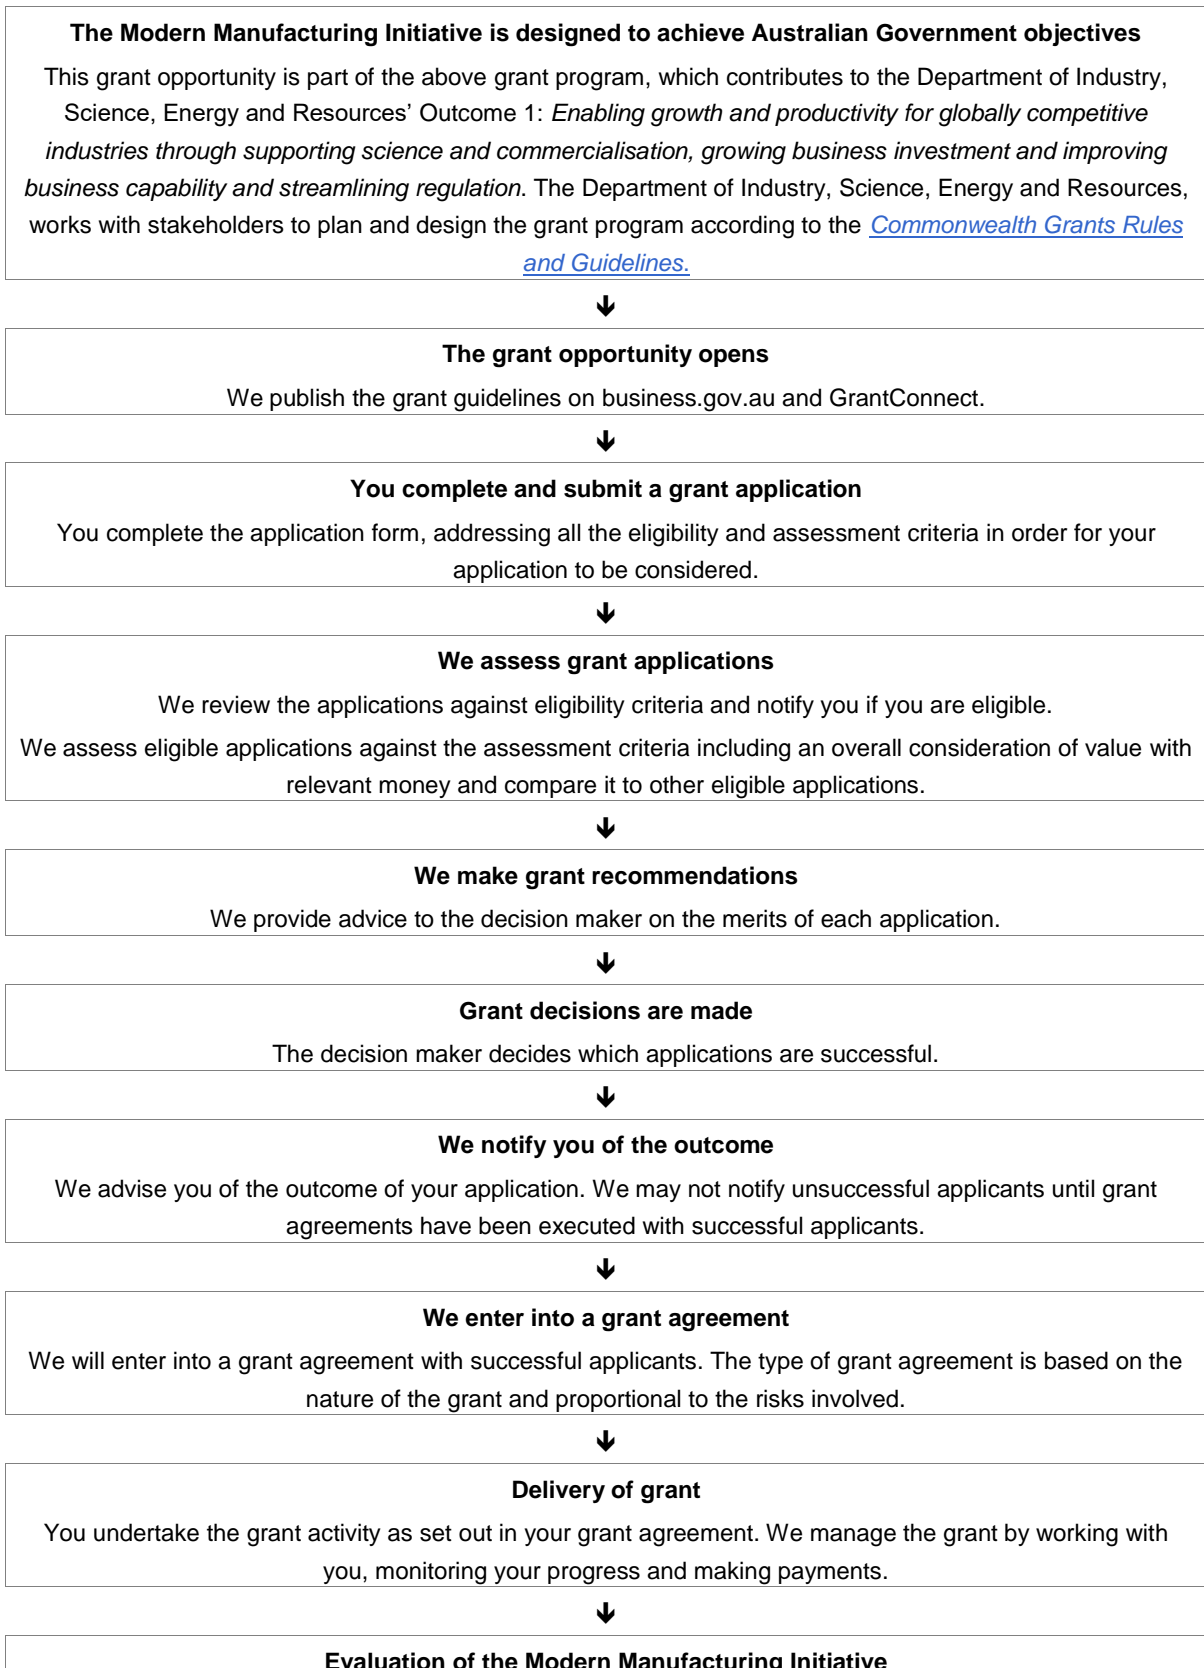 The Modern Manufacturing Initiative is designed to achieve Australian Government objectives
This grant opportunity is part of the above grant program, which contributes to the Department of Industry,
Science, Energy and Resources’ Outcome 1: Enabling growth and productivity for globally competitive
industries through supporting science and commercialisation, growing business investment and improving
business capability and streamlining regulation. The Department of Industry, Science, Energy and Resources,
works with stakeholders to plan and design the grant program according to the Commonwealth Grants Rules
and Guidelines.
The grant opportunity opens
We publish the grant guidelines on business.gov.au and GrantConnect.
You complete and submit a grant application
You complete the application form, addressing all the eligibility and assessment criteria in order for your
application to be considered.
We assess grant applications
We review the applications against eligibility criteria and notify you if you are eligible.
We assess eligible applications against the assessment criteria including an overall consideration of value with
relevant money and compare it to other eligible applications.
We make grant recommendations
We provide advice to the decision maker on the merits of each application.
Grant decisions are made
The decision maker decides which applications are successful.
We notify you of the outcome
We advise you of the outcome of your application. We may not notify unsuccessful applicants until grant
agreements have been executed with successful applicants.
We enter into a grant agreement
We will enter into a grant agreement with successful applicants. The type of grant agreement is based on the
nature of the grant and proportional to the risks involved.
Delivery of grant
You undertake the grant activity as set out in your grant agreement. We manage the grant by working with
you, monitoring your progress and making payments.
Evaluation of the Modern Manufacturing Initiative